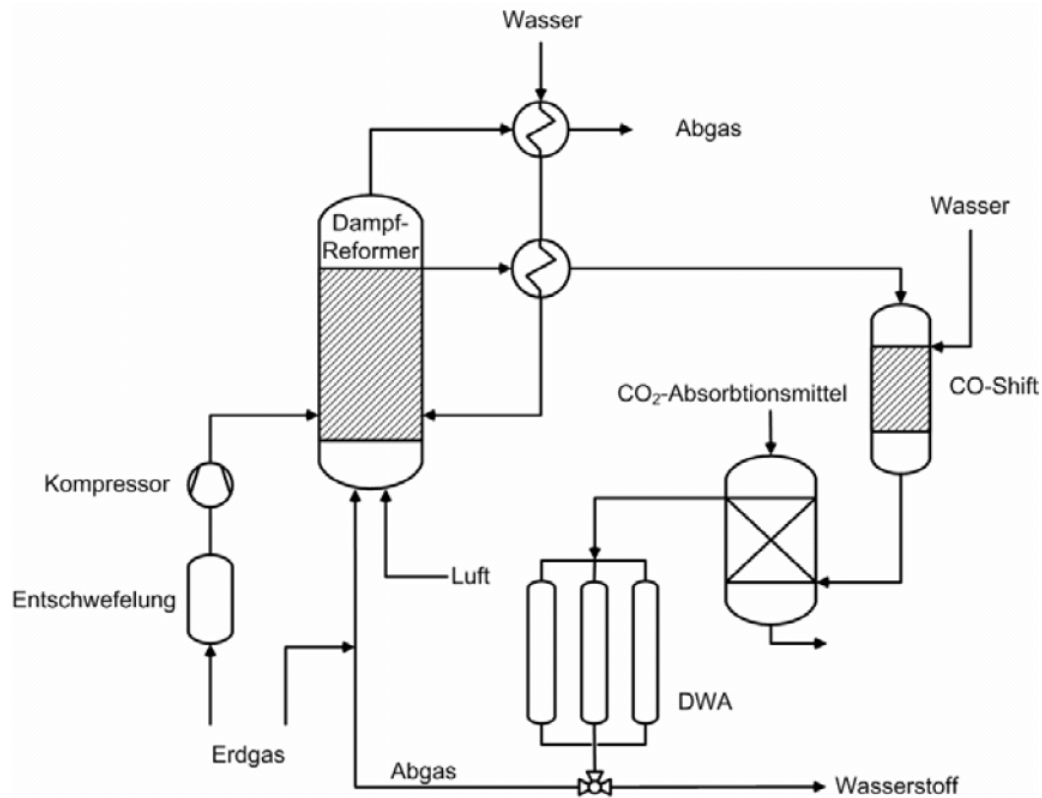 Wasser
Abgas
Dampf-
Reformer
Wasser
CO₂-Absorbtionsmittel
CO-Shift
Kompressor
Luft
Entschwefelung
DWA
Erdgas
Abgas
Wasserstoff